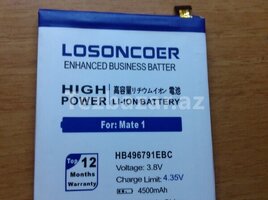 LOSONCOER
ENHANCED BUSINESS BATTER
HIGH POWER
高容量リチウムイオン電池
LI-ION BATTERY
For: Mate 1
Top 12 Months
HB496791EBC
Voltage: 3.8V
Charge Limit: 4.35V
4500mAh